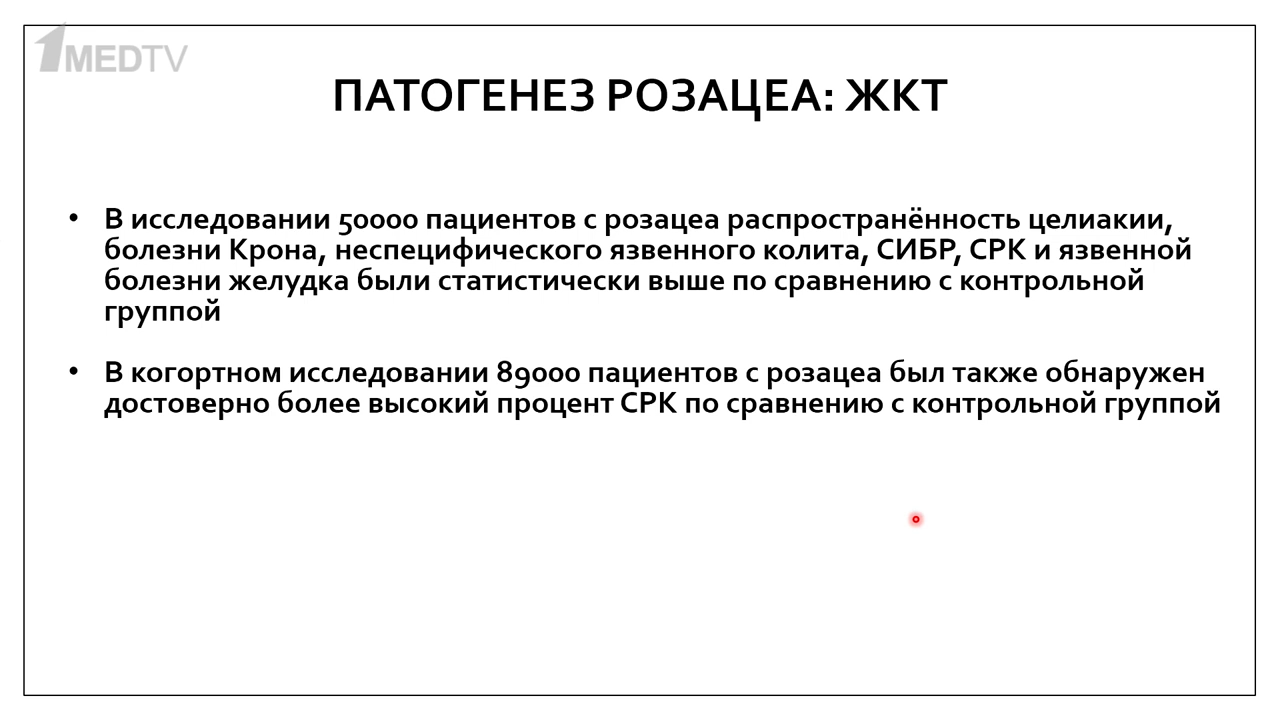 1MEDTV
ПАТОГЕНЕЗ РОЗАЦЕА: ЖКТ
• В исследовании 50000 пациентов с розацеа распространённость целиакии,
болезни Крона, неспецифического язвенного колита, СИБР, СРК и язвенной
болезни желудка были статистически выше по сравнению с контрольной
группой
• В когортном исследовании 89000 пациентов с розацеа был также обнаружен
достоверно более высокий процент СРК по сравнению с контрольной группой